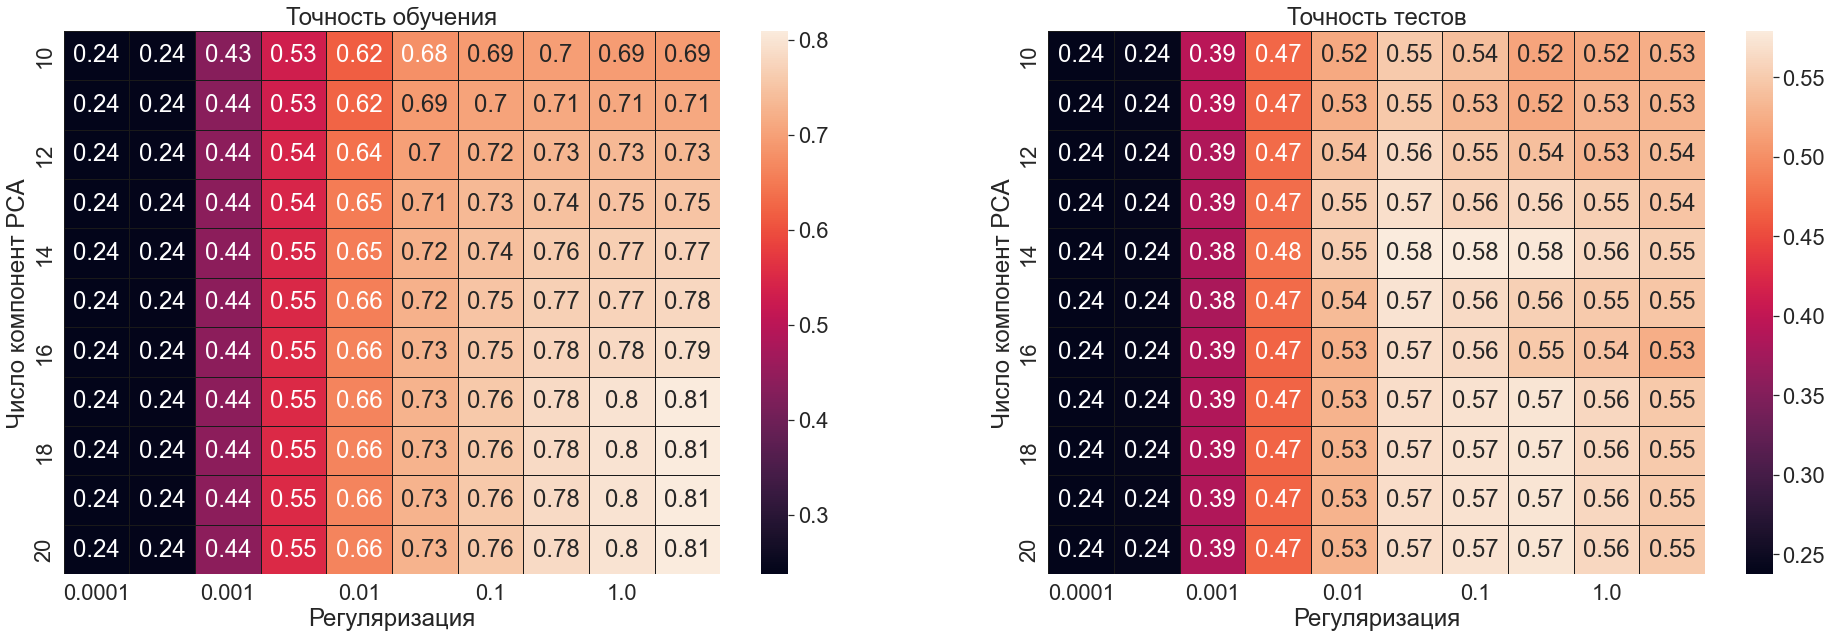 Точность обучения
Число компонент PCA
10
0.24 0.24 0.43 0.53 0.62 0.68 0.69 0.7 0.69 0.69
0.24 0.24 0.44 0.53 0.62 0.69 0.7 0.71 0.71 0.71
12
0.24 0.24 0.44 0.54 0.64 0.7 0.72 0.73 0.73 0.73
0.24 0.24 0.44 0.54 0.65 0.71 0.73 0.74 0.75 0.75
14
0.24 0.24 0.44 0.55 0.65 0.72 0.74 0.76 0.77 0.77
0.24 0.24 0.44 0.55 0.66 0.72 0.75 0.77 0.77 0.78
16
0.24 0.24 0.44 0.55 0.66 0.73 0.75 0.78 0.78 0.79
0.24 0.24 0.44 0.55 0.66 0.73 0.76 0.78 0.8 0.81
18
0.24 0.24 0.44 0.55 0.66 0.73 0.76 0.78 0.8 0.81
0.24 0.24 0.44 0.55 0.66 0.73 0.76 0.78 0.8 0.81
20
0.24 0.24 0.44 0.55 0.66 0.73 0.76 0.78 0.8 0.81
0.0001 0.001 0.01 0.1 1.0
Регуляризация
0.8
0.7
0.6
0.5
0.4
0.3
Точность тестов
Число компонент PCA
10
0.24 0.24 0.39 0.47 0.52 0.55 0.54 0.52 0.52 0.53
0.24 0.24 0.39 0.47 0.53 0.55 0.53 0.52 0.53 0.53
12
0.24 0.24 0.39 0.47 0.54 0.56 0.55 0.54 0.53 0.54
0.24 0.24 0.39 0.47 0.55 0.57 0.56 0.56 0.55 0.54
14
0.24 0.24 0.38 0.48 0.55 0.58 0.58 0.58 0.56 0.55
0.24 0.24 0.38 0.47 0.54 0.57 0.56 0.56 0.55 0.55
16
0.24 0.24 0.39 0.47 0.53 0.57 0.56 0.55 0.54 0.53
0.24 0.24 0.39 0.47 0.53 0.57 0.57 0.57 0.56 0.55
18
0.24 0.24 0.39 0.47 0.53 0.57 0.57 0.57 0.56 0.55
0.24 0.24 0.39 0.47 0.53 0.57 0.57 0.57 0.56 0.55
20
0.24 0.24 0.39 0.47 0.53 0.57 0.57 0.57 0.56 0.55
0.0001 0.001 0.01 0.1 1.0
Регуляризация
0.55
0.50
0.45
0.40
0.35
0.30
0.25